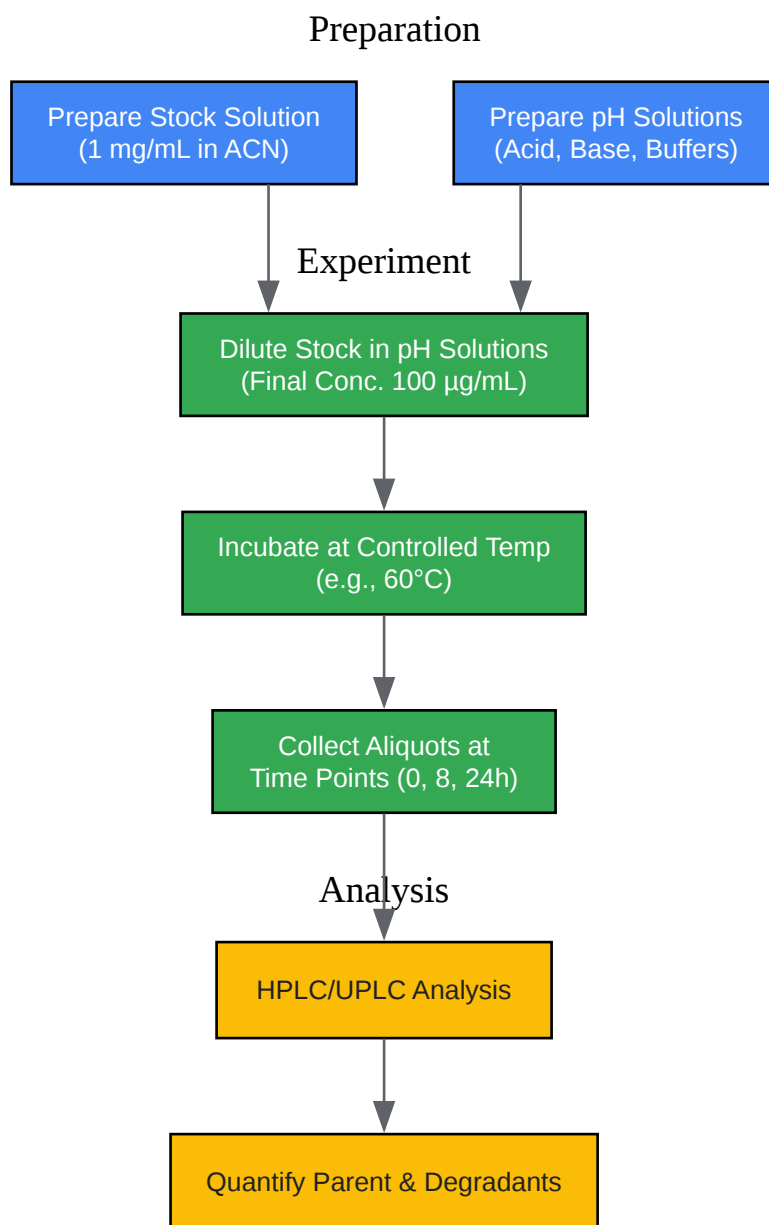 Preparation
Prepare Stock Solution
(1 mg/mL in ACN)
Prepare pH Solutions
(Acid, Base, Buffers)
Experiment
Dilute Stock in pH Solutions
(Final Conc. 100 µg/mL)
Incubate at Controlled Temp
(e.g., 60°C)
Collect Aliquots at
Time Points (0, 8, 24h)
Analysis
HPLC/UPLC Analysis
Quantify Parent & Degradants